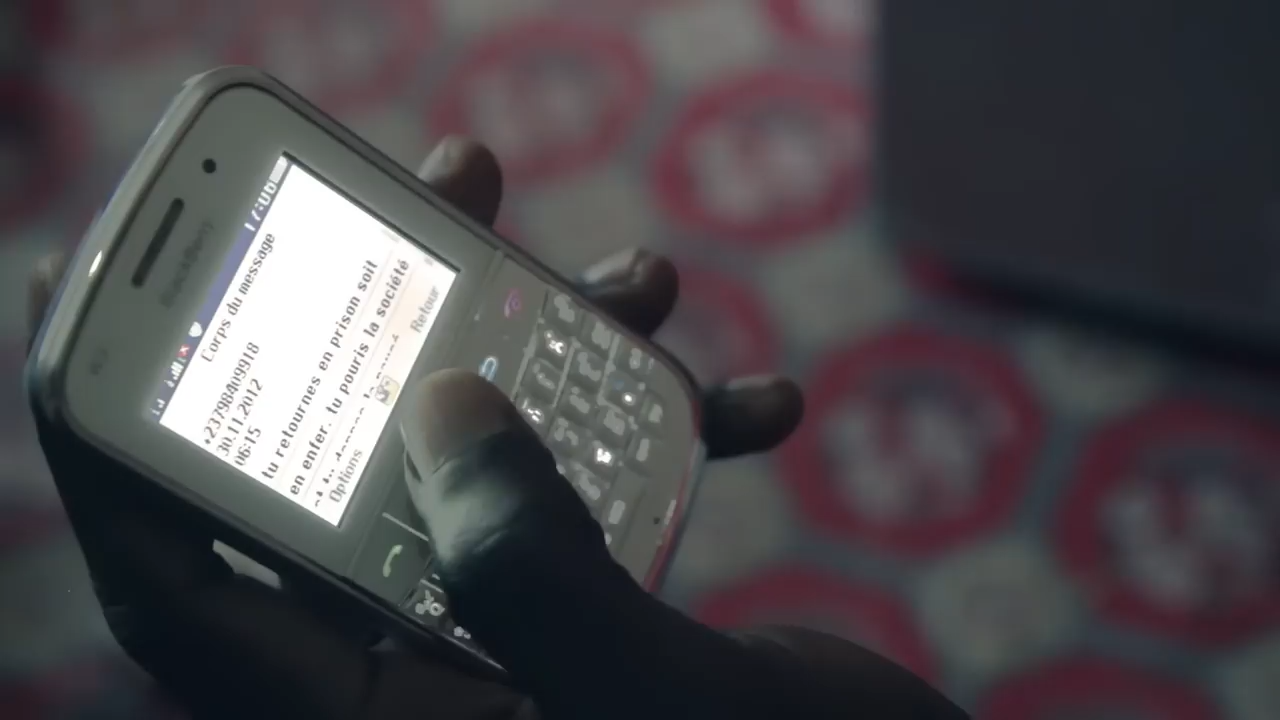 17:06
Corps du message
+23798409918
30.11.2012
06:15
tu retournes en prison soit
en enfer. tu pouris la société
Options
Retour